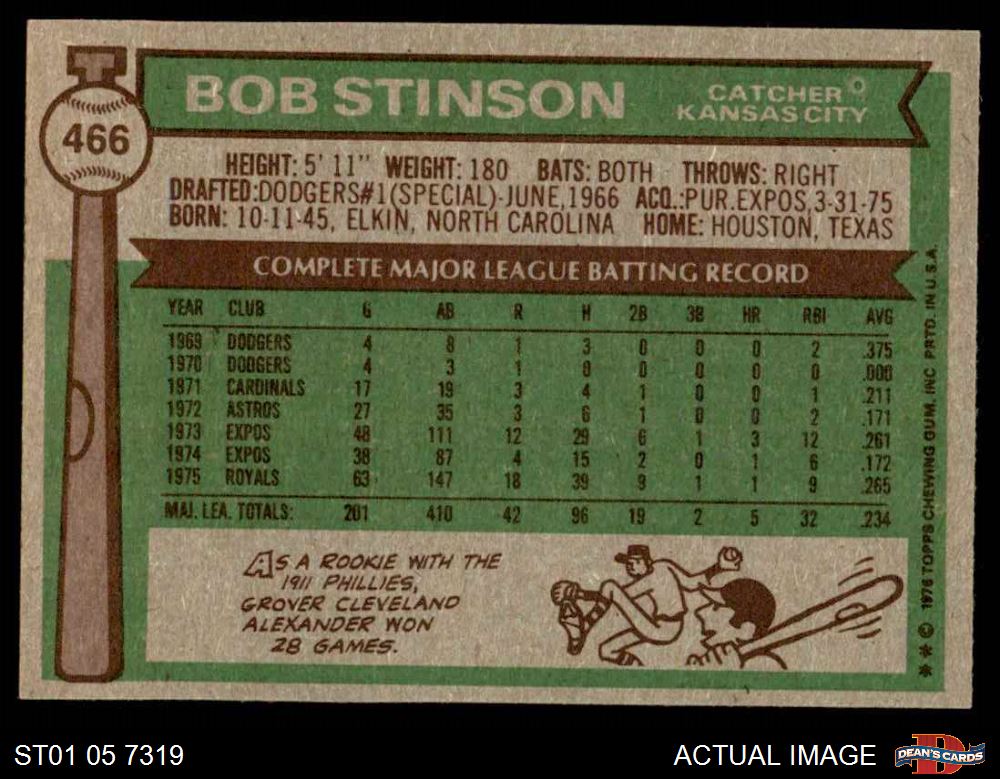 BOB STINSON
CATCHER
KANSAS CITY
466
HEIGHT: 5' 11" WEIGHT: 180 BATS: BOTH THROWS: RIGHT
DRAFTED:DODGERS#1(SPECIAL)-JUNE,1966 ACQ.:PUR.EXPOS,3-31-75
BORN: 10-11-45, ELKIN, NORTH CAROLINA HOME: HOUSTON, TEXAS
COMPLETE MAJOR LEAGUE BATTING RECORD
YEAR CLUB G AB R H 2B 3B HR RBI AVG
1969 DODGERS 4 8 1 3 0 0 0 2 .375
1970 DODGERS 4 3 1 0 0 0 0 0 .000
1971 CARDINALS 17 19 3 4 1 0 0 1 .211
1972 ASTROS 27 35 3 6 1 0 0 2 .171
1973 EXPOS 48 111 12 29 6 1 3 12 .261
1974 EXPOS 38 87 4 15 2 0 1 6 .172
1975 ROYALS 63 147 18 39 9 1 1 9 .265
MAJ. LEA. TOTALS: 201 410 42 96 19 2 5 32 .234
AS A ROOKIE WITH THE
1911 PHILLIES,
GROVER CLEVELAND
ALEXANDER WON
28 GAMES.
** © 1976 TOPPS CHEWING GUM, INC. PRTD. IN U.S.A.
ST01 05 7319
ACTUAL IMAGE
D
DEAN'S CARDS